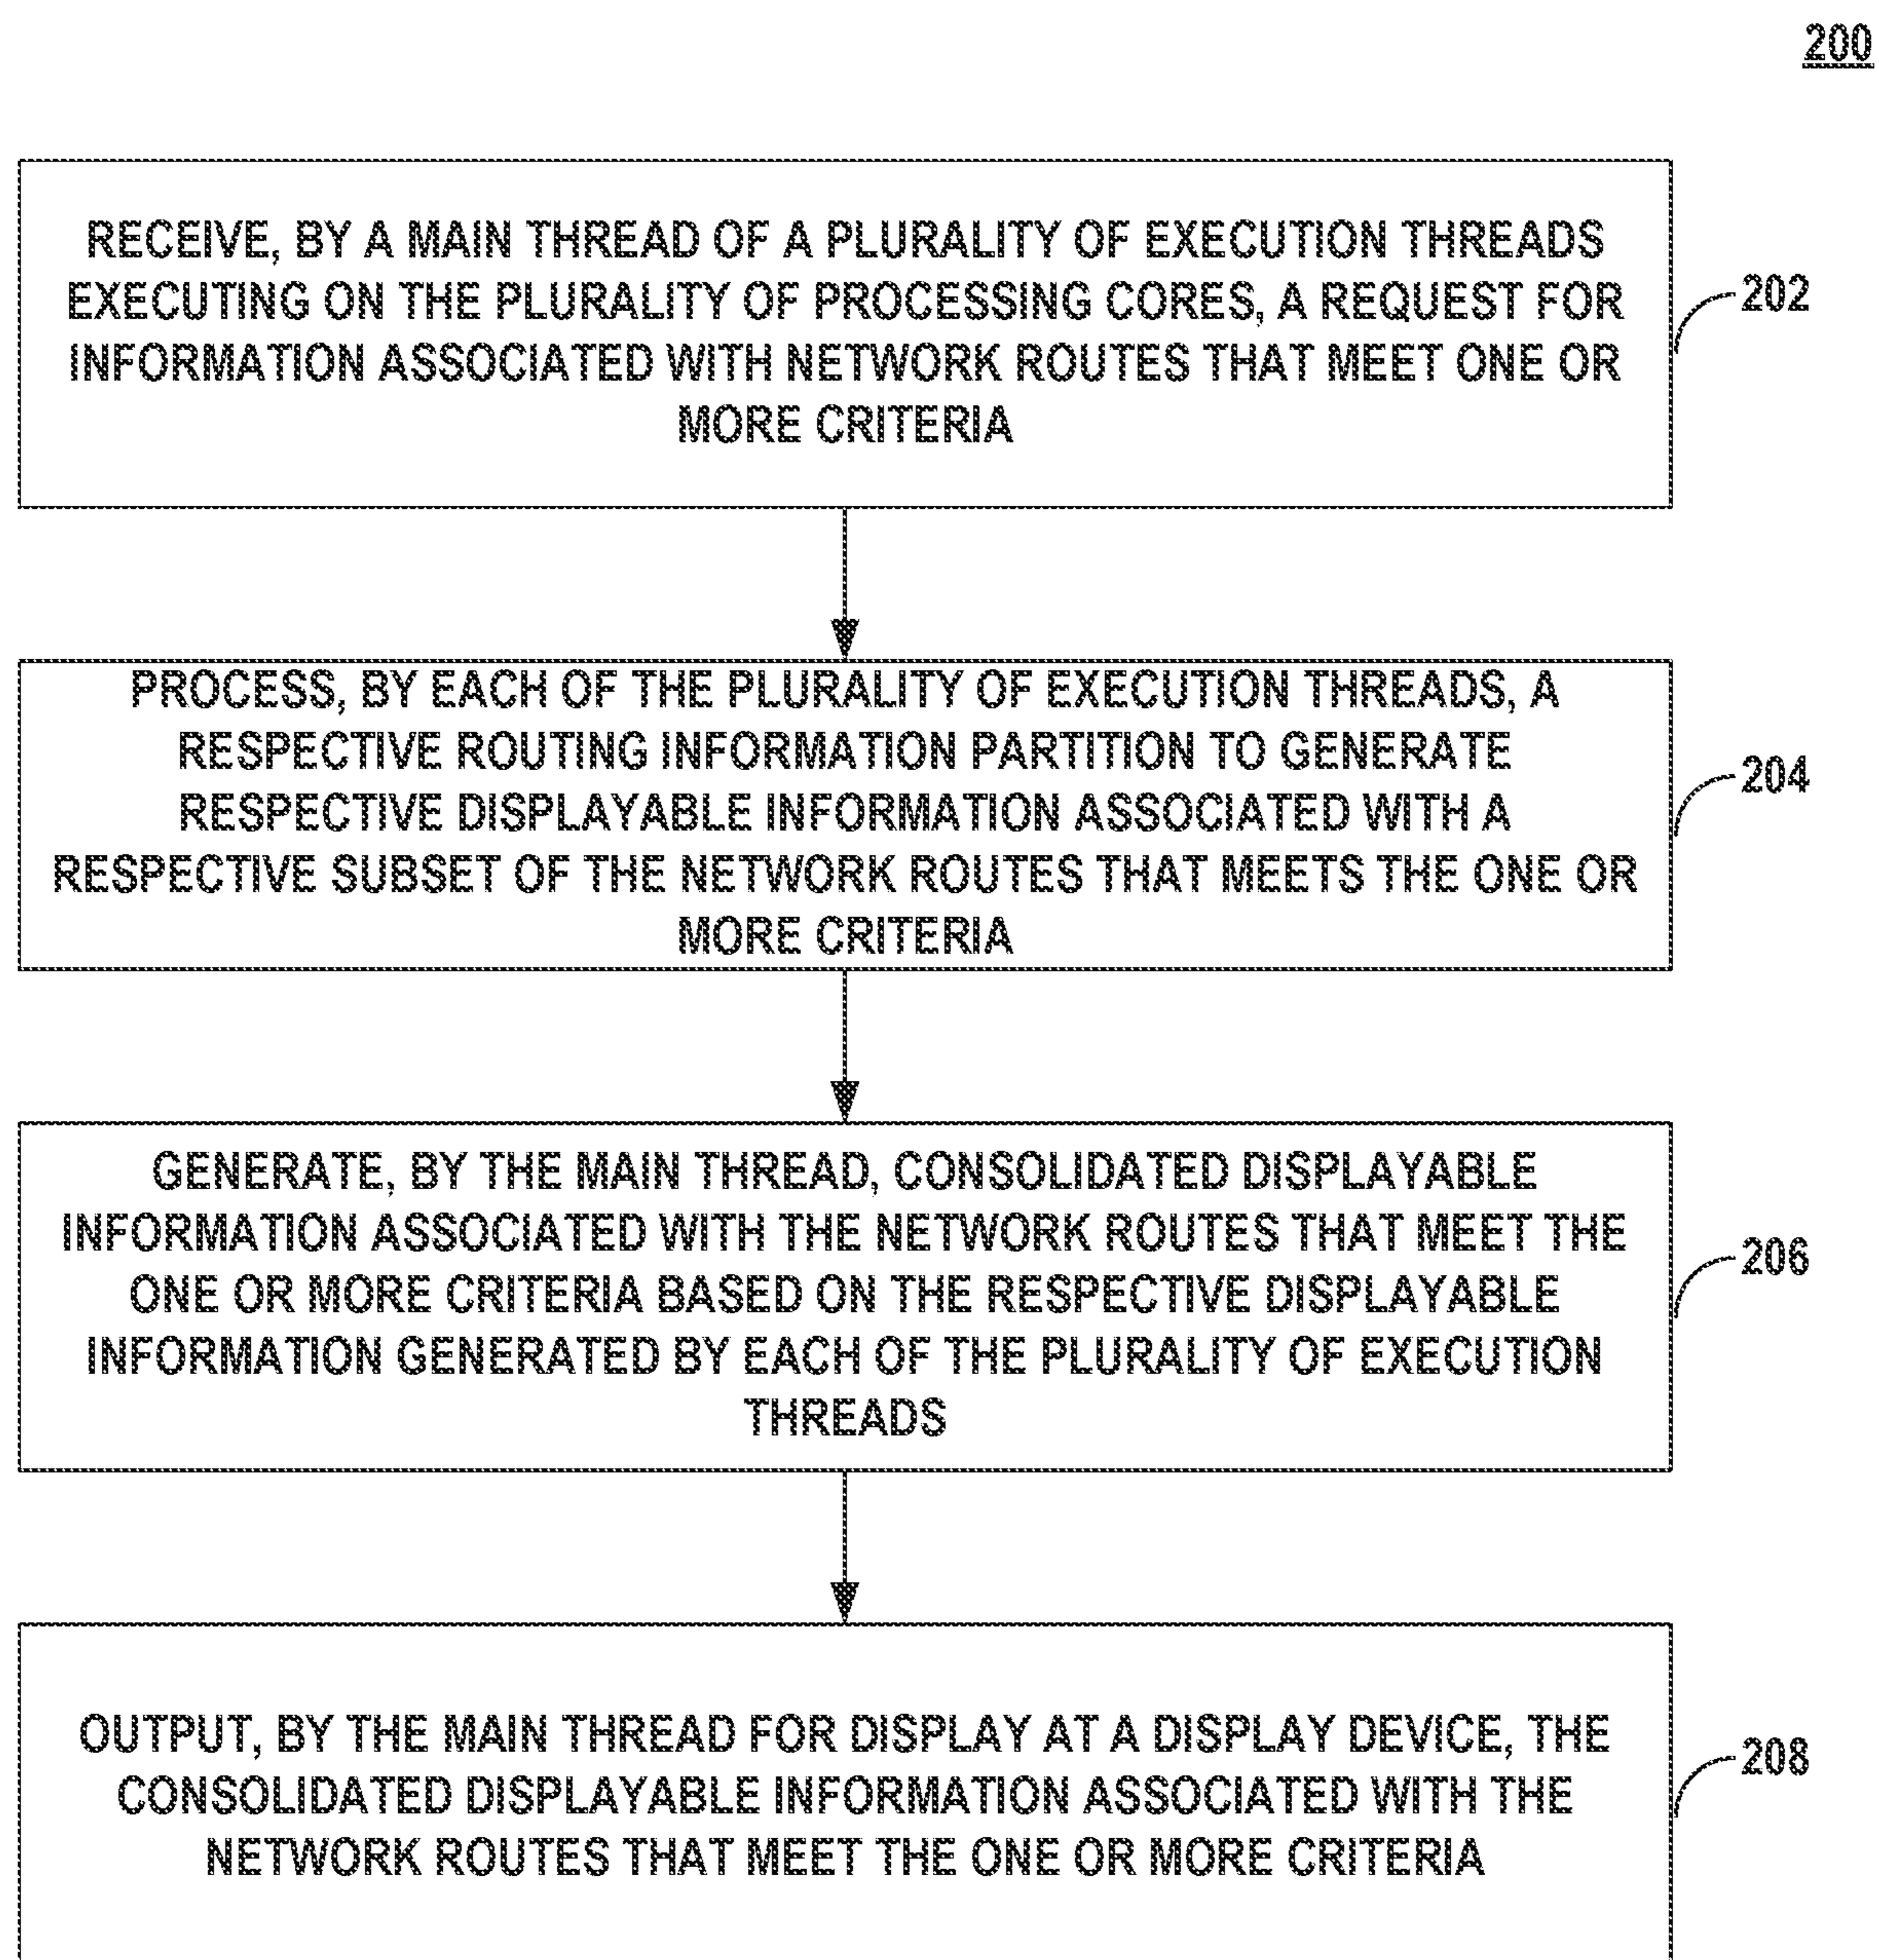 200
RECEIVE, BY A MAIN THREAD OF A PLURALITY OF EXECUTION THREADS
EXECUTING ON THE PLURALITY OF PROCESSING CORES, A REQUEST FOR
INFORMATION ASSOCIATED WITH NETWORK ROUTES THAT MEET ONE OR
MORE CRITERIA
202
PROCESS, BY EACH OF THE PLURALITY OF EXECUTION THREADS, A
RESPECTIVE ROUTING INFORMATION PARTITION TO GENERATE
RESPECTIVE DISPLAYABLE INFORMATION ASSOCIATED WITH A
RESPECTIVE SUBSET OF THE NETWORK ROUTES THAT MEETS THE ONE OR
MORE CRITERIA
204
GENERATE, BY THE MAIN THREAD, CONSOLIDATED DISPLAYABLE
INFORMATION ASSOCIATED WITH THE NETWORK ROUTES THAT MEET THE
ONE OR MORE CRITERIA BASED ON THE RESPECTIVE DISPLAYABLE
INFORMATION GENERATED BY EACH OF THE PLURALITY OF EXECUTION
THREADS
206
OUTPUT, BY THE MAIN THREAD FOR DISPLAY AT A DISPLAY DEVICE, THE
CONSOLIDATED DISPLAYABLE INFORMATION ASSOCIATED WITH THE
NETWORK ROUTES THAT MEET THE ONE OR MORE CRITERIA
208